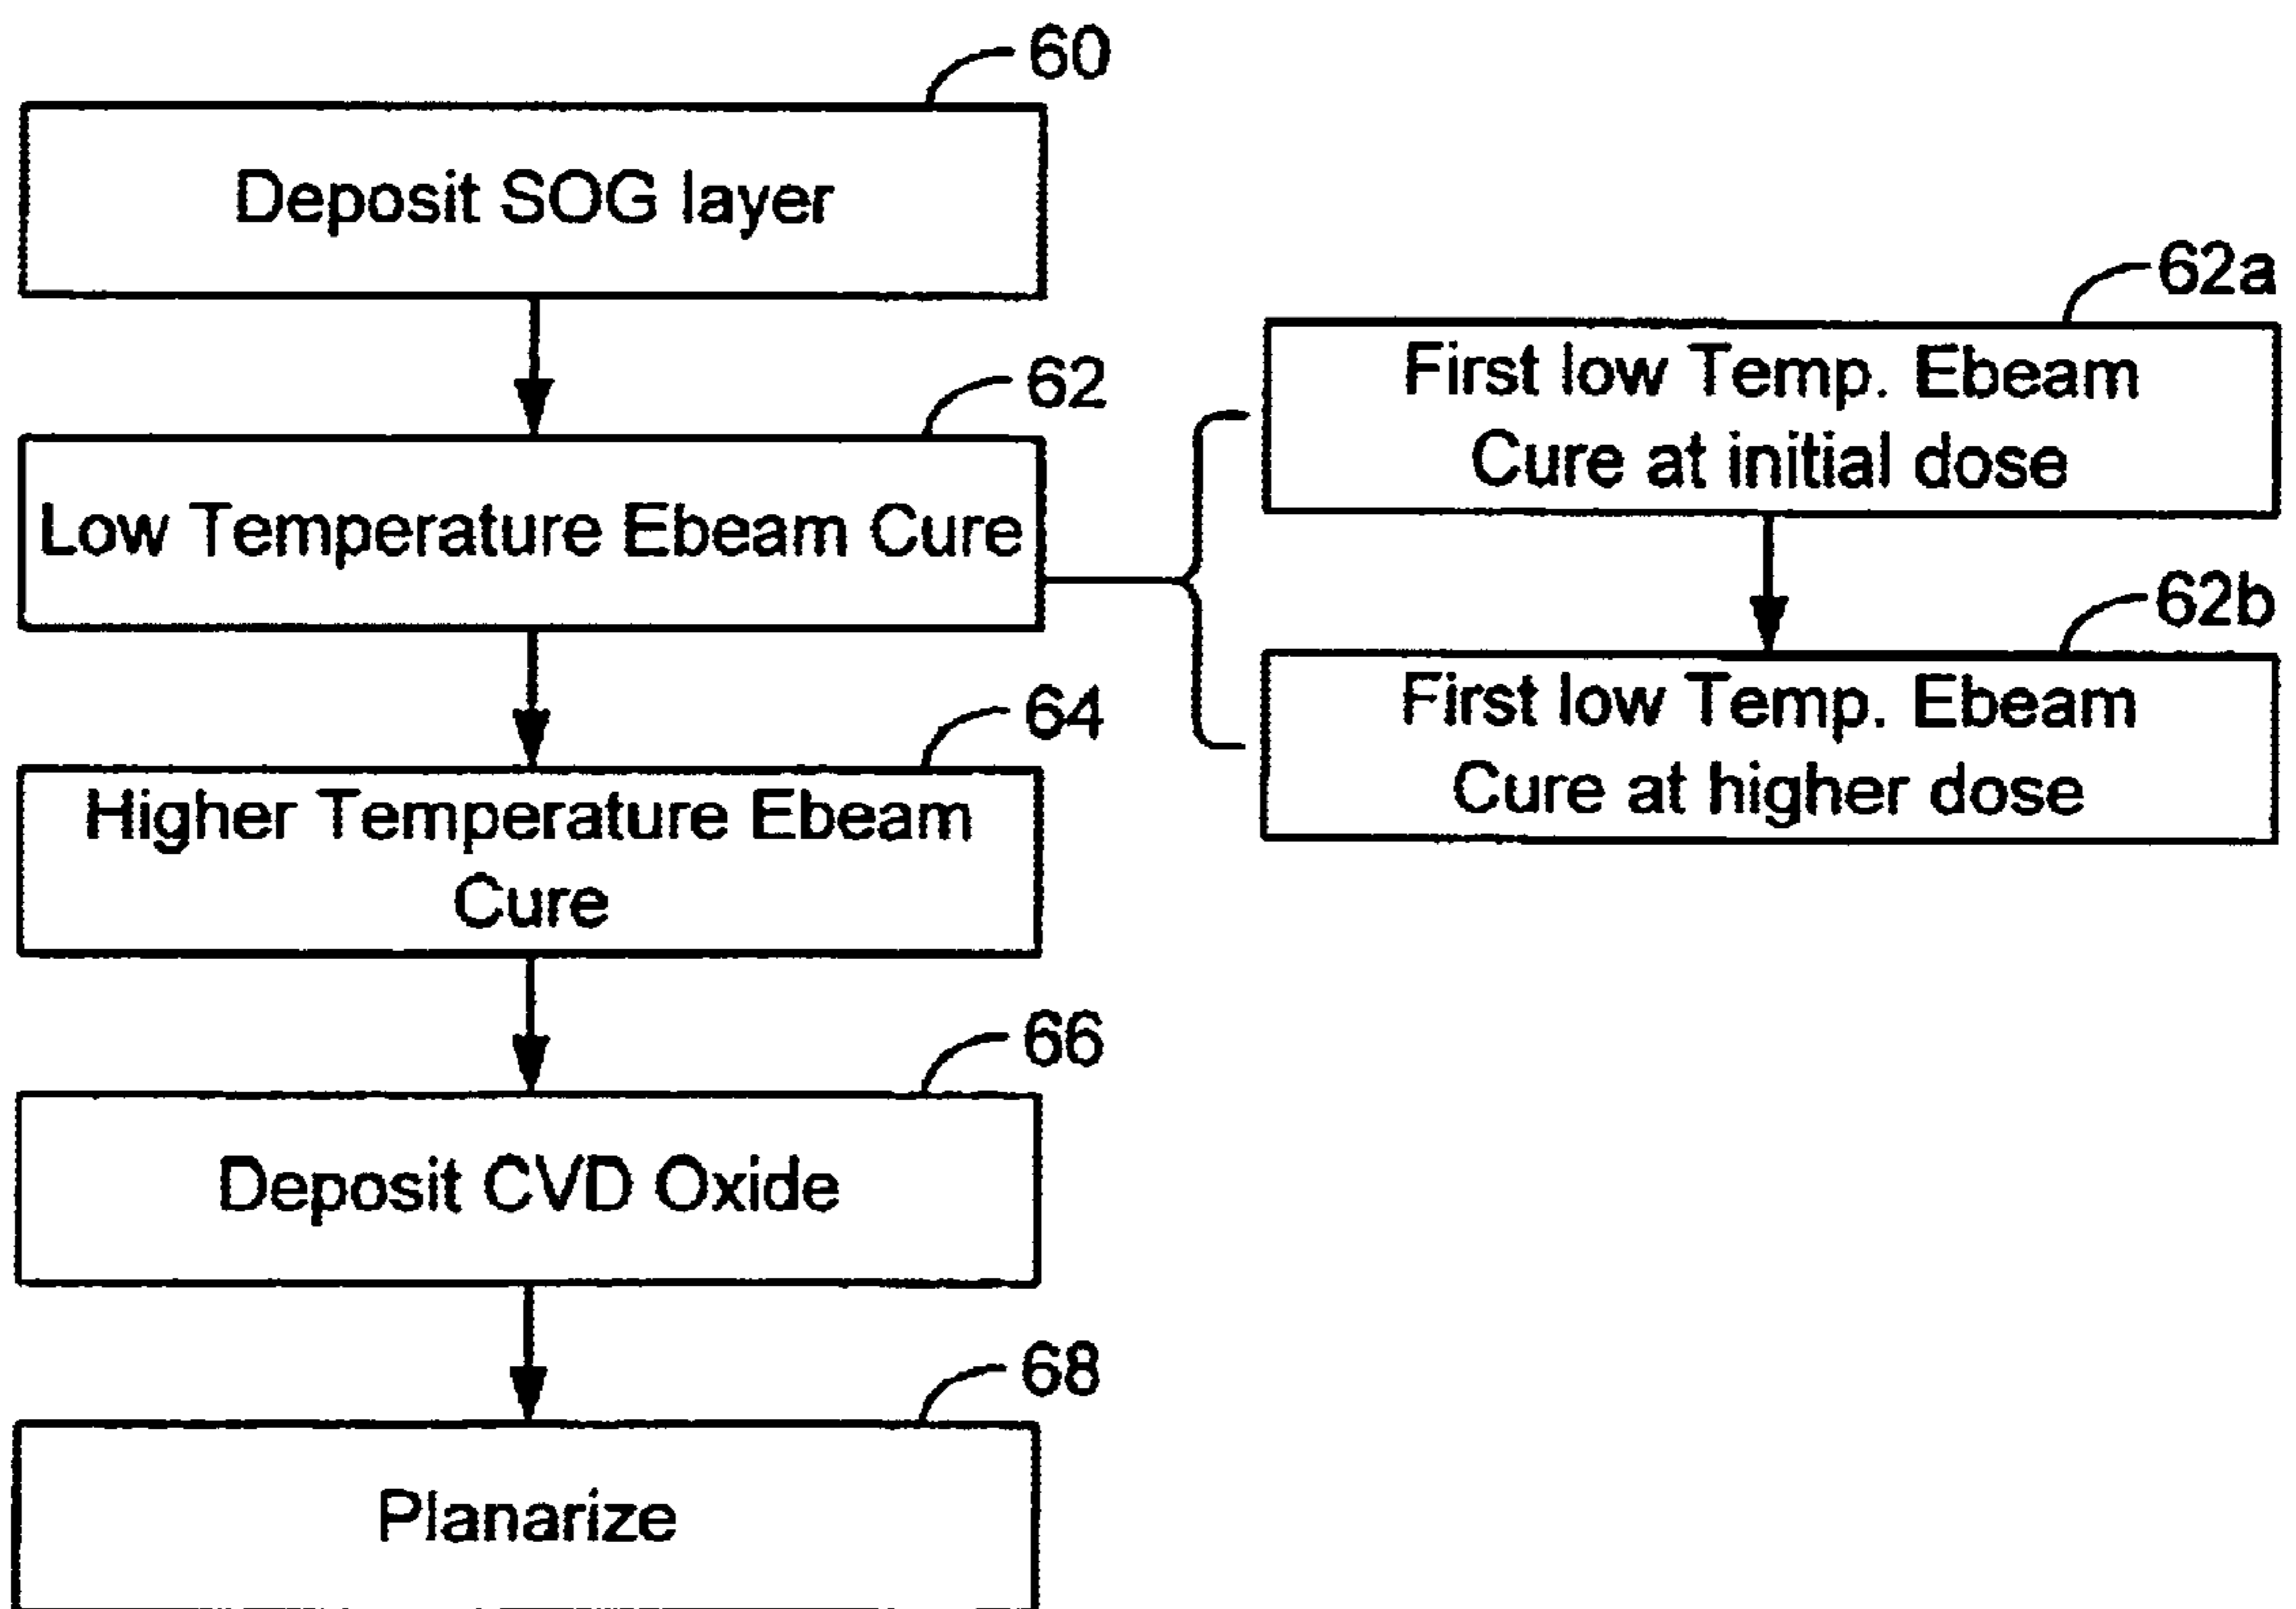 60
Deposit SOG layer
62
Low Temperature Ebeam Cure
62a
First low Temp. Ebeam
Cure at initial dose
62b
First low Temp. Ebeam
Cure at higher dose
64
Higher Temperature Ebeam
Cure
66
Deposit CVD Oxide
68
Planarize